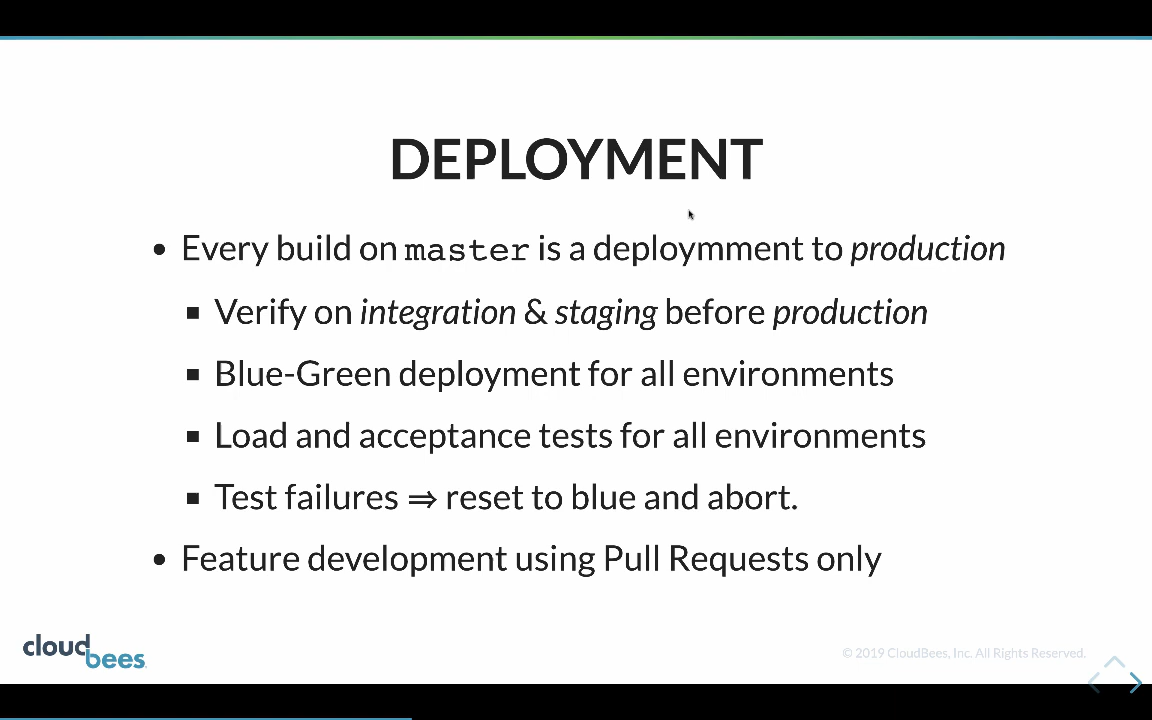 DEPLOYMENT
• Every build on master is a deploymment to production
▪ Verify on integration & staging before production
▪ Blue-Green deployment for all environments
▪ Load and acceptance tests for all environments
▪ Test failures ⇒ reset to blue and abort.
• Feature development using Pull Requests only
cloudbees
© 2019 CloudBees, Inc. All Rights Reserved.